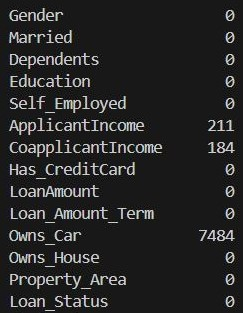 Gender 0
Married 0
Dependents 0
Education 0
Self_Employed 0
ApplicantIncome 211
CoapplicantIncome 184
Has_CreditCard 0
LoanAmount 0
Loan_Amount_Term 0
Owns_Car 7484
Owns_House 0
Property_Area 0
Loan_Status 0